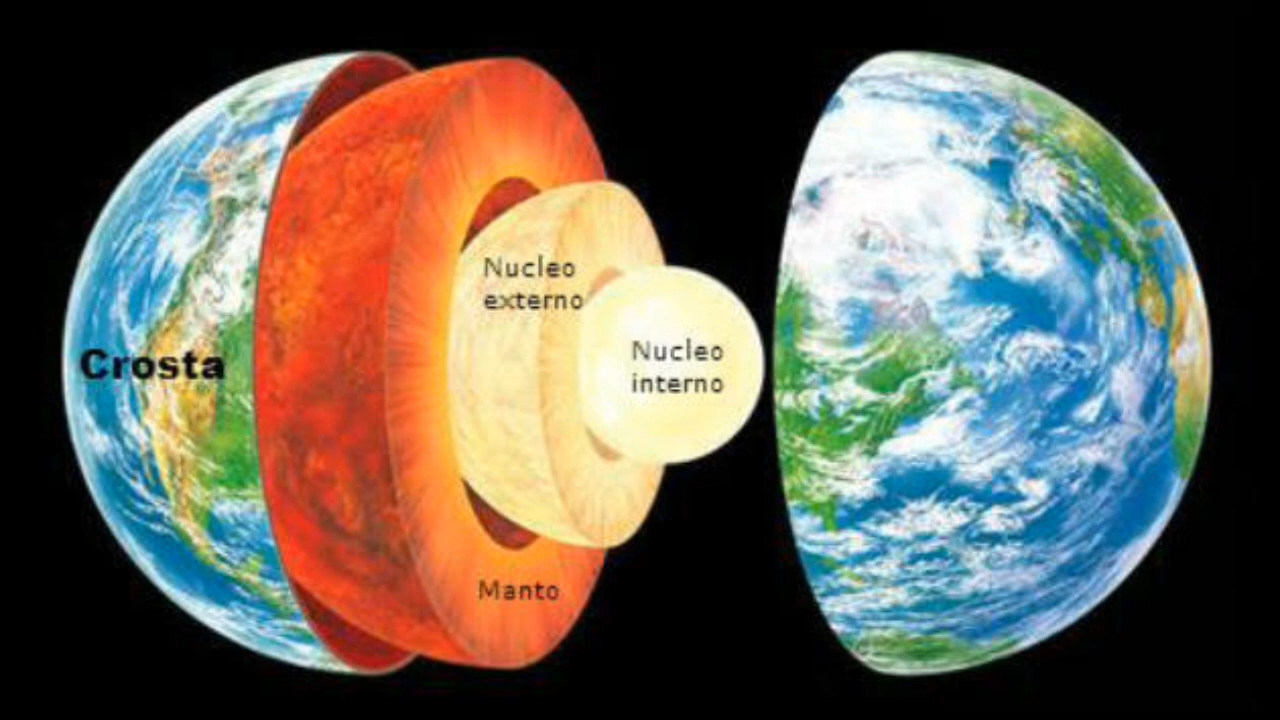 Crosta
Nucleo
externo
Nucleo
interno
Manto